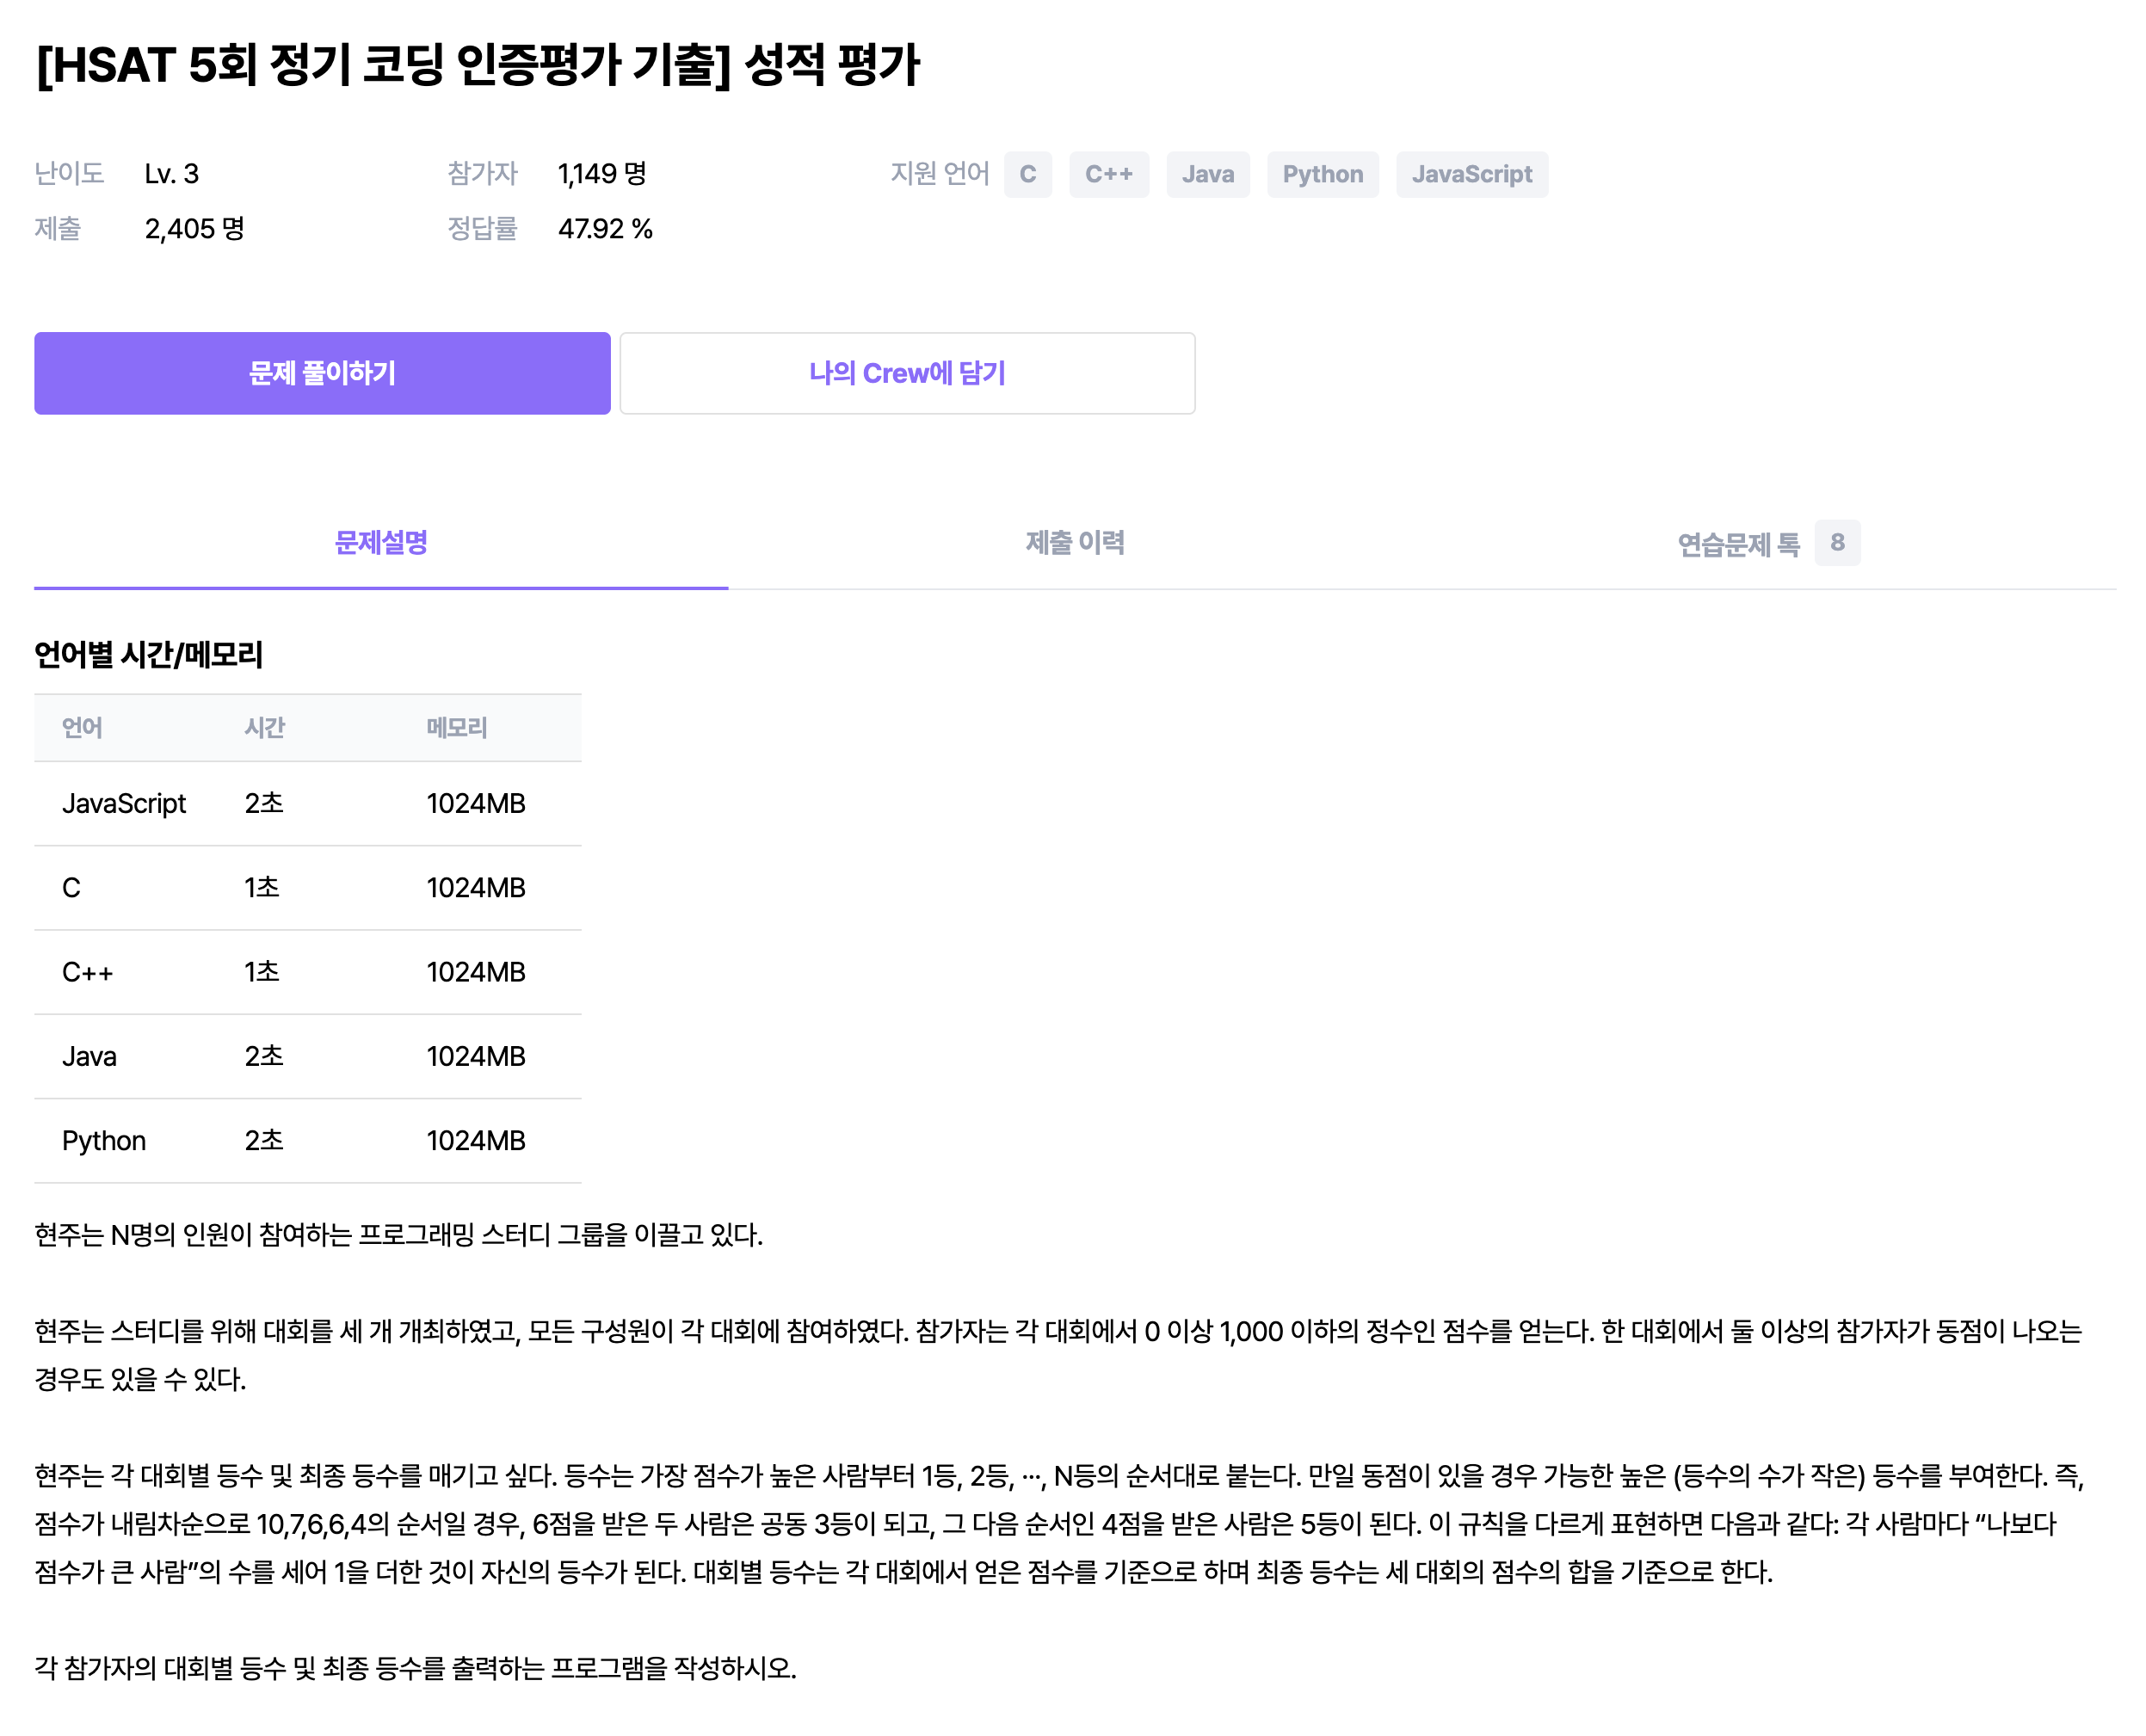 [HSAT 5회 정기 코딩 인증평가 기출] 성적 평가
난이도 Lv. 3 참가자 1,149 명 지원 언어 C C++ Java Python JavaScript
제출 2,405 명 정답률 47.92 %
문제 풀이하기 나의 Crew에 담기
문제설명 제출 이력 연습문제 톡 8
언어별 시간/메모리
언어 시간 메모리
JavaScript 2초 1024MB
C 1초 1024MB
C++ 1초 1024MB
Java 2초 1024MB
Python 2초 1024MB
현주는 N명의 인원이 참여하는 프로그래밍 스터디 그룹을 이끌고 있다.
현주는 스터디를 위해 대회를 세 개 개최하였고, 모든 구성원이 각 대회에 참여하였다. 참가자는 각 대회에서 0 이상 1,000 이하의 정수인 점수를 얻는다. 한 대회에서 둘 이상의 참가자가 동점이 나오는
경우도 있을 수 있다.
현주는 각 대회별 등수 및 최종 등수를 매기고 싶다. 등수는 가장 점수가 높은 사람부터 1등, 2등, ···, N등의 순서대로 붙는다. 만일 동점이 있을 경우 가능한 높은 (등수의 수가 작은) 등수를 부여한다. 즉,
점수가 내림차순으로 10,7,6,6,4의 순서일 경우, 6점을 받은 두 사람은 공동 3등이 되고, 그 다음 순서인 4점을 받은 사람은 5등이 된다. 이 규칙을 다르게 표현하면 다음과 같다: 각 사람마다 “나보다
점수가 큰 사람”의 수를 세어 1을 더한 것이 자신의 등수가 된다. 대회별 등수는 각 대회에서 얻은 점수를 기준으로 하며 최종 등수는 세 대회의 점수의 합을 기준으로 한다.
각 참가자의 대회별 등수 및 최종 등수를 출력하는 프로그램을 작성하시오.